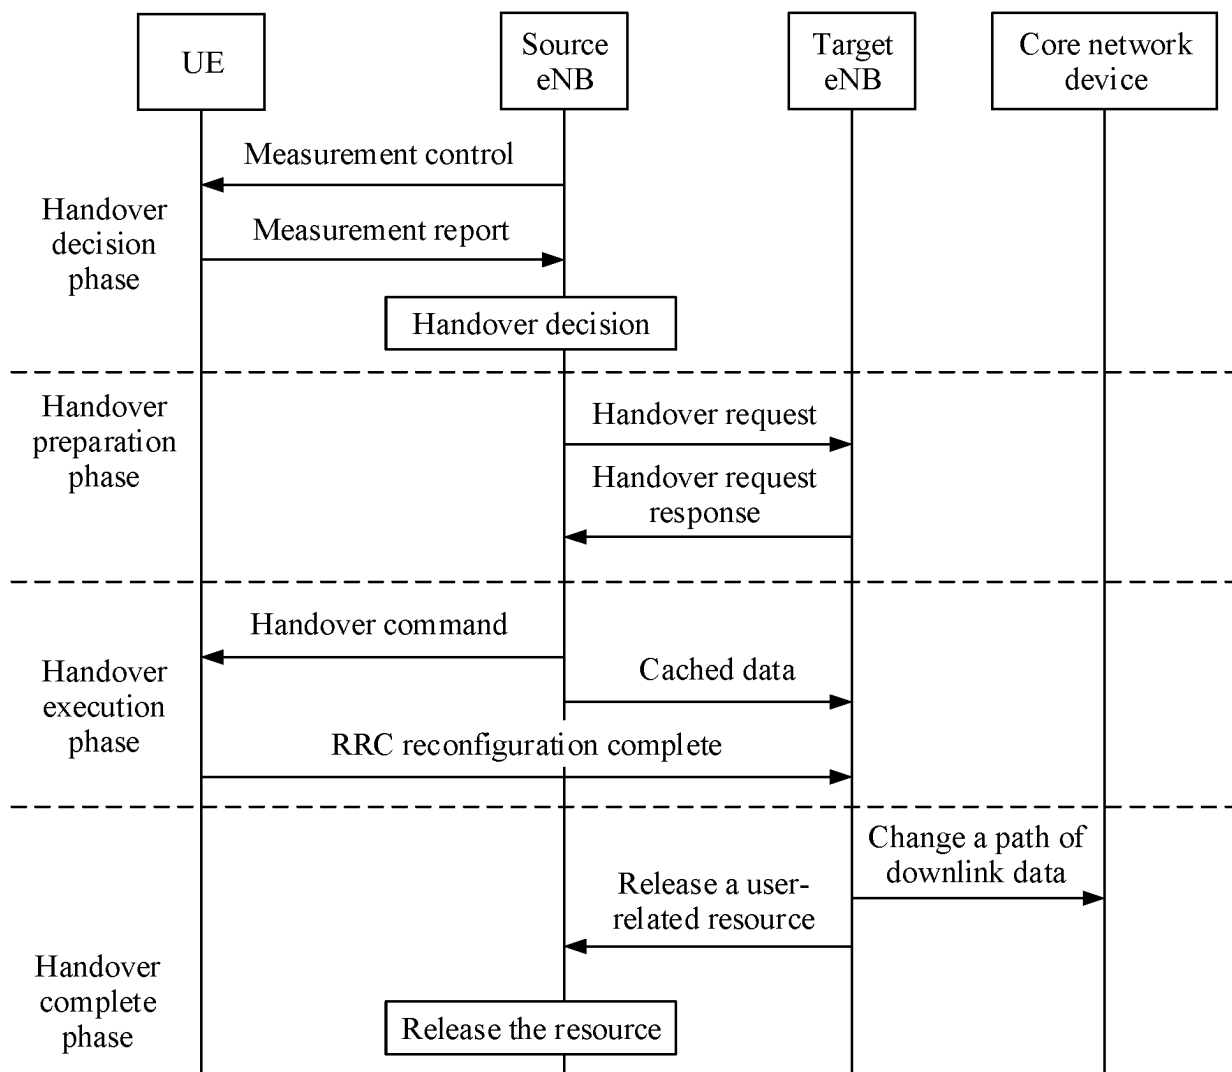 UE
Source
eNB
Target
eNB
Core network
device
Measurement control
Handover
decision
phase
Measurement report
Handover decision
Handover
preparation
phase
Handover request
Handover request
response
Handover command
Handover
execution
phase
Cached data
RRC reconfiguration complete
Change a path of
downlink data
Release a user-
related resource
Handover
complete
phase
Release the resource